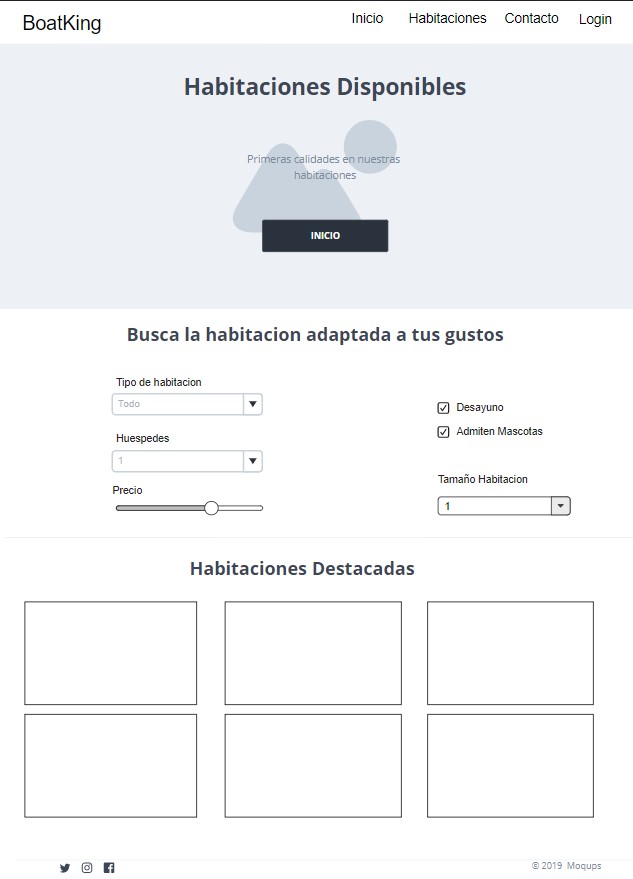 BoatKing
Inicio Habitaciones Contacto Login
Habitaciones Disponibles
Primeras calidades en nuestras
habitaciones
INICIO
Busca la habitacion adaptada a tus gustos
Tipo de habitacion
Todo
Huespedes
1
Precio
Desayuno
Admiten Mascotas
Tamaño Habitacion
1
Habitaciones Destacadas
© 2019 Moqups